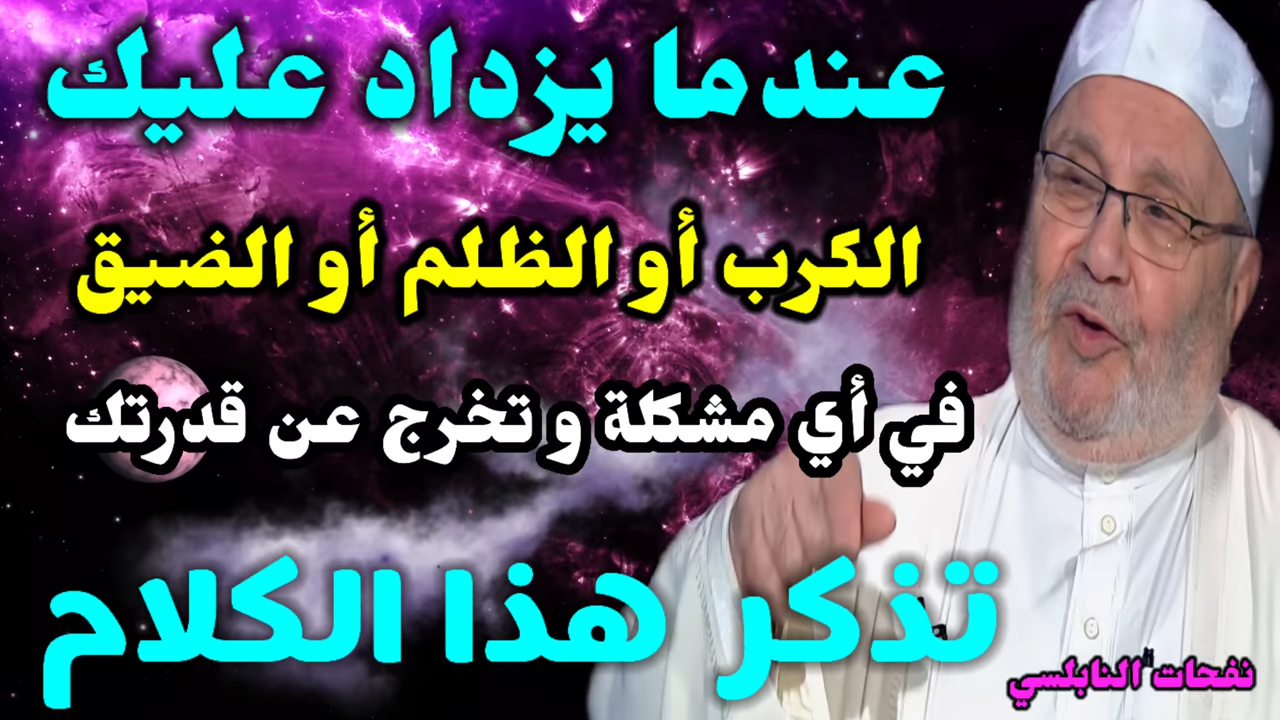 عندما يزداد عليك
الكرب أو الظلم أو الضيق
في أي مشكلة و تخرج عن قدرتك
تذكر هذا الكلام
نفحات النابلسي